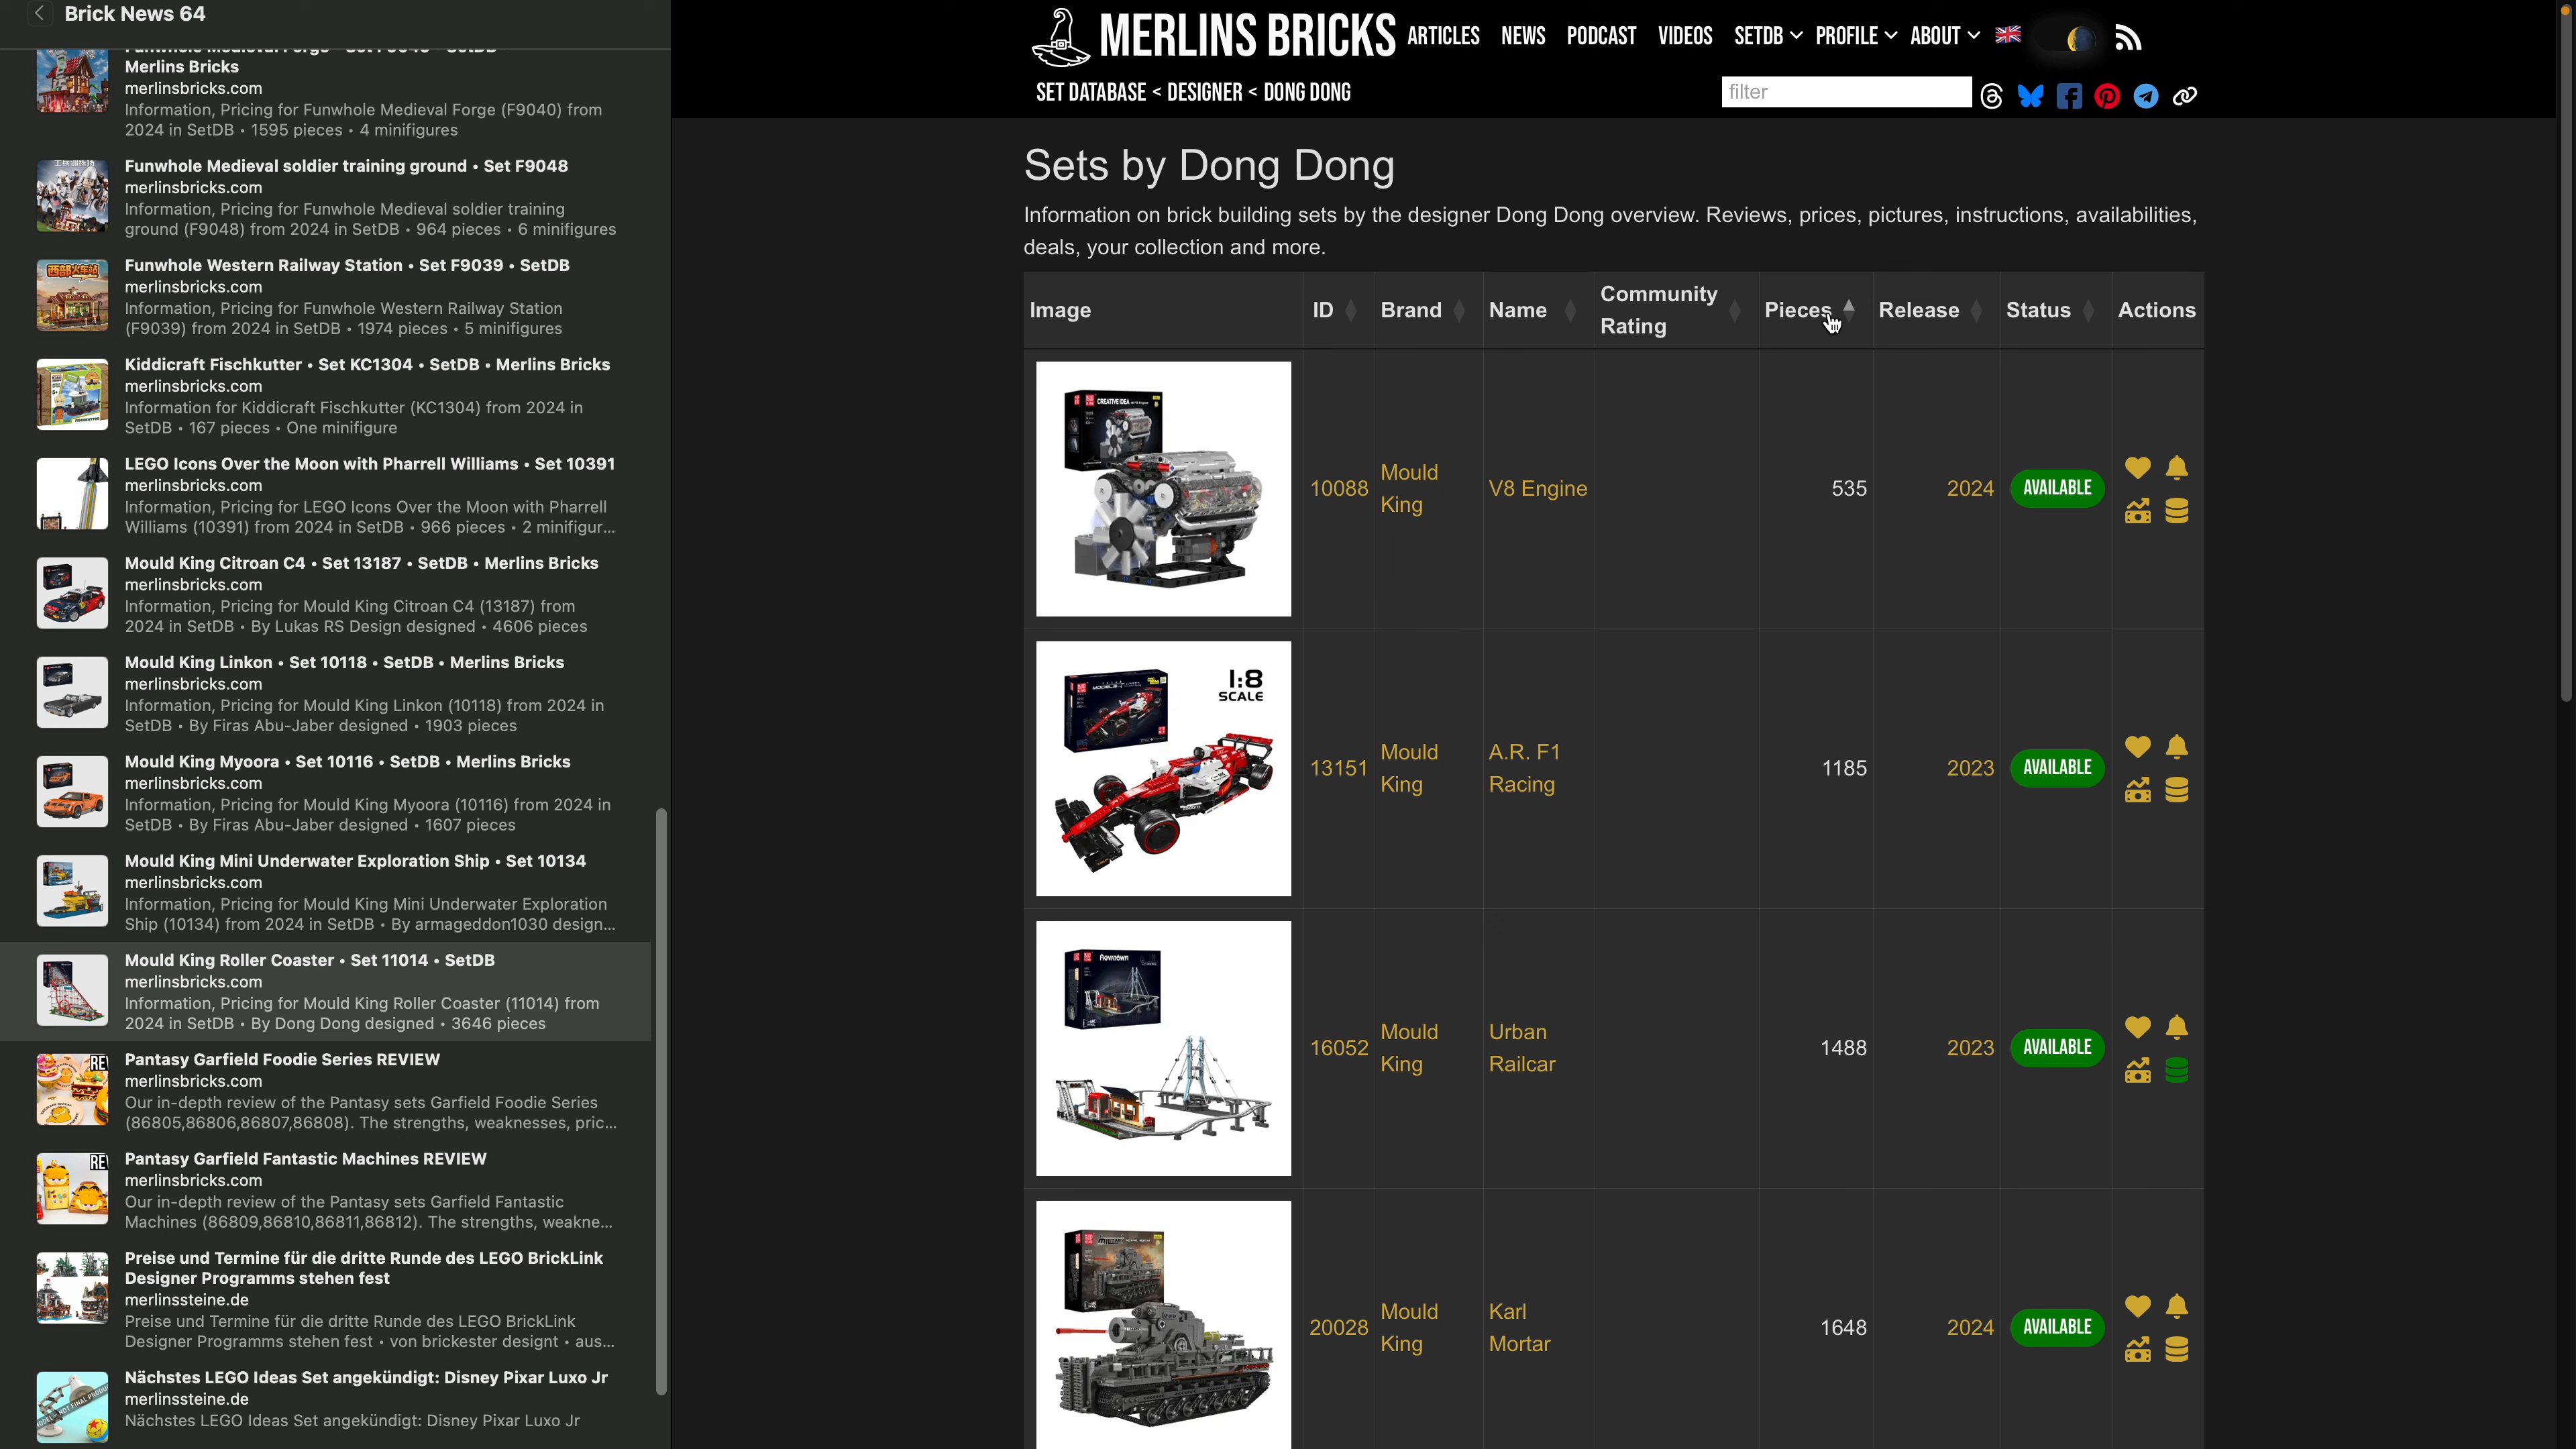 Brick News 64
Merlins Bricks
merlinsbricks.com
Information, Pricing for Funwhole Medieval Forge (F9040) from
2024 in SetDB • 1595 pieces • 4 minifigures
Funwhole Medieval soldier training ground • Set F9048
merlinsbricks.com
Information, Pricing for Funwhole Medieval soldier training
ground (F9048) from 2024 in SetDB • 964 pieces • 6 minifigures
Funwhole Western Railway Station • Set F9039 • SetDB
merlinsbricks.com
Information, Pricing for Funwhole Western Railway Station
(F9039) from 2024 in SetDB • 1974 pieces • 5 minifigures
Kiddicraft Fischkutter • Set KC1304 • SetDB • Merlins Bricks
merlinsbricks.com
Information for Kiddicraft Fischkutter (KC1304) from 2024 in
SetDB • 167 pieces • One minifigure
LEGO Icons Over the Moon with Pharrell Williams • Set 10391
merlinsbricks.com
Information, Pricing for LEGO Icons Over the Moon with Pharrell
Williams (10391) from 2024 in SetDB • 966 pieces • 2 minifigur...
Mould King Citroan C4 • Set 13187 • SetDB • Merlins Bricks
merlinsbricks.com
Information, Pricing for Mould King Citroan C4 (13187) from
2024 in SetDB • By Lukas RS Design designed • 4606 pieces
Mould King Linkon • Set 10118 • SetDB • Merlins Bricks
merlinsbricks.com
Information, Pricing for Mould King Linkon (10118) from 2024 in
SetDB • By Firas Abu-Jaber designed • 1903 pieces
Mould King Myoora • Set 10116 • SetDB • Merlins Bricks
merlinsbricks.com
Information, Pricing for Mould King Myoora (10116) from 2024 in
SetDB • By Firas Abu-Jaber designed • 1607 pieces
Mould King Mini Underwater Exploration Ship • Set 10134
merlinsbricks.com
Information, Pricing for Mould King Mini Underwater Exploration
Ship (10134) from 2024 in SetDB • By armageddon1030 design...
Mould King Roller Coaster • Set 11014 • SetDB
merlinsbricks.com
Information, Pricing for Mould King Roller Coaster (11014) from
2024 in SetDB • By Dong Dong designed • 3646 pieces
Pantasy Garfield Foodie Series REVIEW
merlinsbricks.com
Our in-depth review of the Pantasy sets Garfield Foodie Series
(86805,86806,86807,86808). The strengths, weaknesses, pric...
Pantasy Garfield Fantastic Machines REVIEW
merlinsbricks.com
Our in-depth review of the Pantasy sets Garfield Fantastic
Machines (86809,86810,86811,86812). The strengths, weakne...
Preise und Termine für die dritte Runde des LEGO BrickLink
Designer Programms stehen fest
merlinssteine.de
Preise und Termine für die dritte Runde des LEGO BrickLink
Designer Programms stehen fest • von brickester designt • aus...
Nächstes LEGO Ideas Set angekündigt: Disney Pixar Luxo Jr
merlinssteine.de
Nächstes LEGO Ideas Set angekündigt: Disney Pixar Luxo Jr
MERLINS BRICKS ARTICLES NEWS PODCAST VIDEOS SETDB PROFILE ABOUT
SET DATABASE < DESIGNER < DONG DONG
filter
Sets by Dong Dong
Information on brick building sets by the designer Dong Dong overview. Reviews, prices, pictures, instructions, availabilities,
deals, your collection and more.
Image ID Brand Name Community Rating Pieces Release Status Actions
CREATIVE IDEA
10088 Mould King V8 Engine 535 2024 AVAILABLE
1:8
SCALE
13151 Mould King A.R. F1 Racing 1185 2023 AVAILABLE
Novatown
16052 Mould King Urban Railcar 1488 2023 AVAILABLE
MILITARY
20028 Mould King Karl Mortar 1648 2024 AVAILABLE